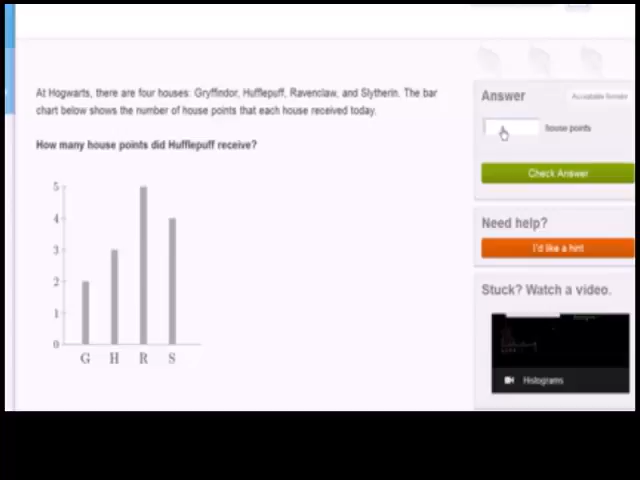 At Hogwarts, there are four houses: Gryffindor, Hufflepuff, Ravenclaw, and Slytherin. The bar
chart below shows the number of house points that each house received today.
How many house points did Hufflepuff receive?
5
4
3
2
1
0
G H R S
Answer
Acceptable formats
house points
Check Answer
Need help?
I'd like a hint
Stuck? Watch a video.
Histograms